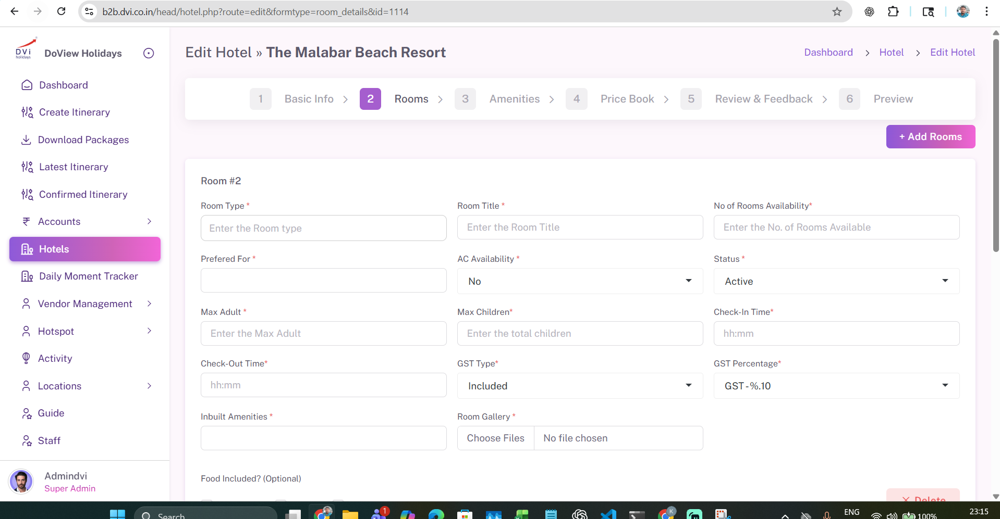 b2b.dvi.co.in/head/hotel.php?route=edit&formtype=room_details&id=1114
DVi
holidays
DoView Holidays
Edit Hotel » The Malabar Beach Resort
Dashboard > Hotel > Edit Hotel
Dashboard
Create Itinerary
Download Packages
Latest Itinerary
Confirmed Itinerary
₹ Accounts
Hotels
Daily Moment Tracker
Vendor Management
Hotspot
Activity
Locations
Guide
Staff
Admindvi
Super Admin
1 Basic Info > 2 Rooms > 3 Amenities > 4 Price Book > 5 Review & Feedback > 6 Preview
+ Add Rooms
Room #2
Room Type * Room Title * No of Rooms Availability*
Enter the Room type Enter the Room Title Enter the No. of Rooms Available
Prefered For * AC Availability * Status *
No Active
Max Adult * Max Children* Check-In Time*
Enter the Max Adult Enter the total children hh:mm
Check-Out Time* GST Type* GST Percentage*
hh:mm Included GST - %.10
Inbuilt Amenities * Room Gallery *
Choose Files No file chosen
Food Included? (Optional)
× Delete
Search
1
K
ENG
100%
23:15